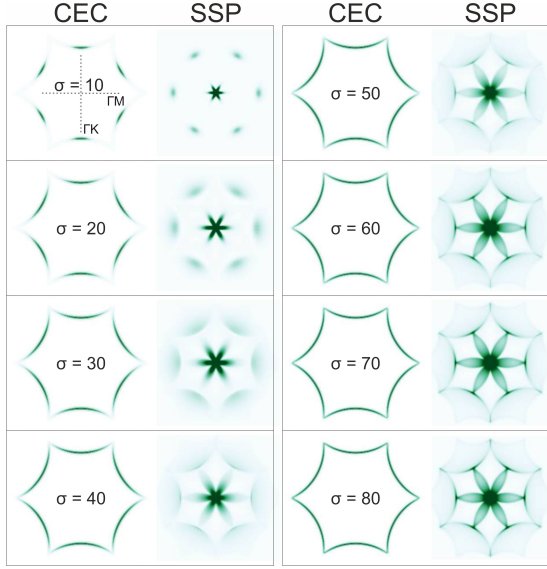 CEC SSP CEC SSP
σ = 10
ΓM
ΓK
σ = 50
σ = 20
σ = 60
σ = 30
σ = 70
σ = 40
σ = 80